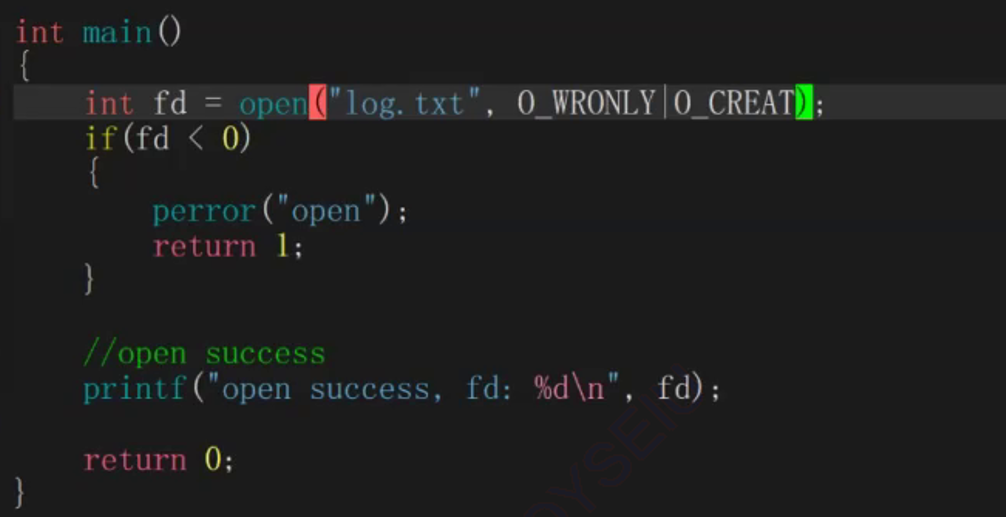 int main()
{
    int fd = open("log.txt", O_WRONLY|O_CREAT);
    if(fd < 0)
    {
        perror("open");
        return 1;
    }
    //open success
    printf("open success, fd: %d\n", fd);
    return 0;
}